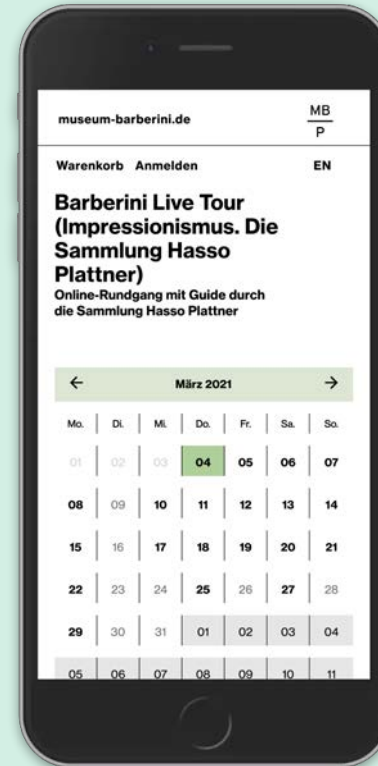 museum-barberini.de MB
P
Warenkorb Anmelden EN
Barberini Live Tour
(Impressionismus. Die
Sammlung Hasso
Plattner)
Online-Rundgang mit Guide durch
die Sammlung Hasso Plattner
← März 2021 →
Mo. Di. Mi. Do. Fr. Sa. So.
01 02 03 04 05 06 07
08 09 10 11 12 13 14
15 16 17 18 19 20 21
22 23 24 25 26 27 28
29 30 31 01 02 03 04
05 06 07 08 09 10 11